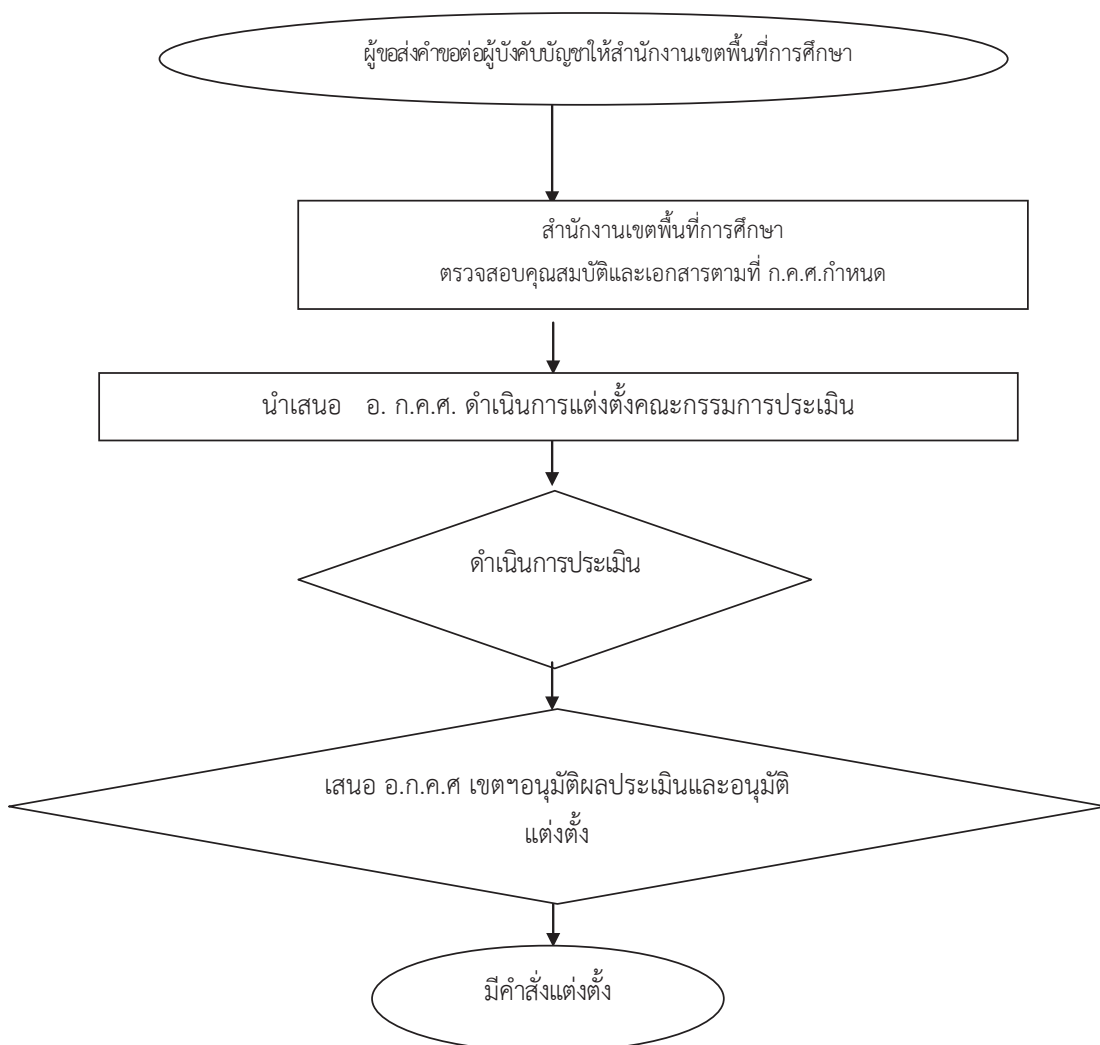 ผู้ขอส่งคำขอต่อผู้บังคับบัญชาให้สำนักงานเขตพื้นที่การศึกษา
สำนักงานเขตพื้นที่การศึกษา
ตรวจสอบคุณสมบัติและเอกสารตามที่ ก.ค.ศ.กำหนด
นำเสนอ อ. ก.ค.ศ. ดำเนินการแต่งตั้งคณะกรรมการประเมิน
ดำเนินการประเมิน
เสนอ อ.ก.ค.ศ เขตฯอนุมัติผลประเมินและอนุมัติ
แต่งตั้ง
มีคำสั่งแต่งตั้ง